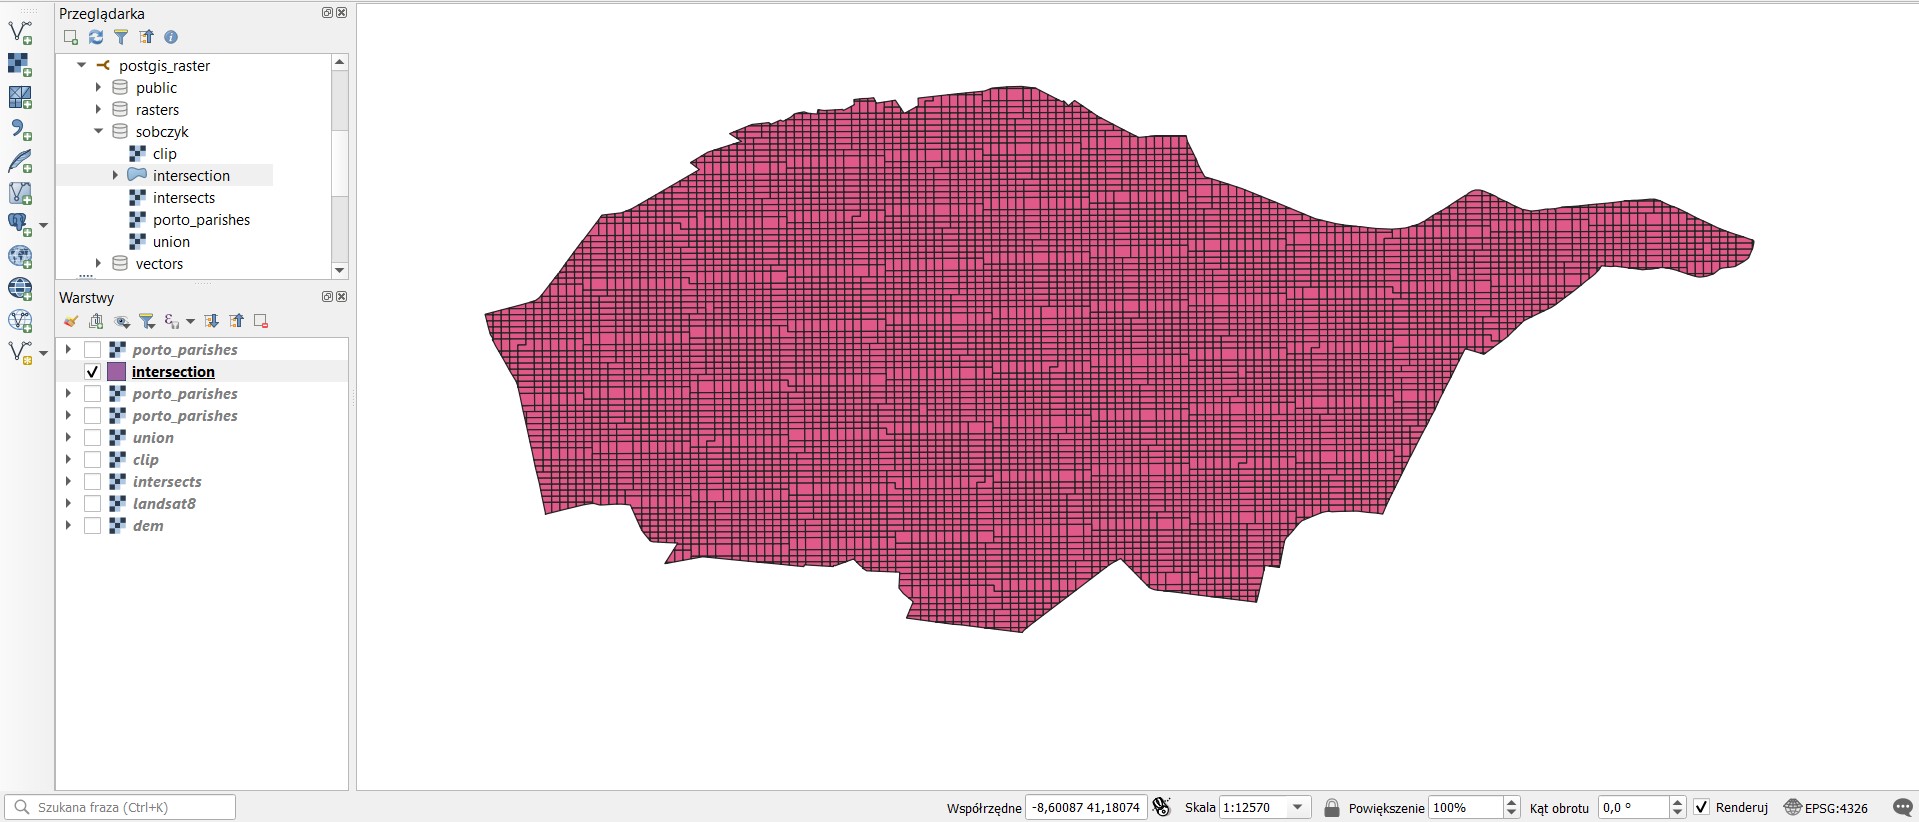 Przeglądarka
postgis_raster
public
rasters
sobczyk
clip
intersection
intersects
porto_parishes
union
vectors
Warstwy
porto_parishes
intersection
porto_parishes
porto_parishes
union
clip
intersects
landsat8
dem
Szukana fraza (Ctrl+K)
Współrzędne -8,60087 41,18074 Skala 1:12570 Powiększenie 100% Kąt obrotu 0,0 ° Renderuj EPSG:4326